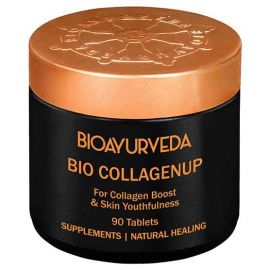 BIOAYURVEDA
BIO COLLAGENUP
For Collagen Boost
& Skin Youthfulness
90 Tablets
SUPPLEMENTS | NATURAL HEALING